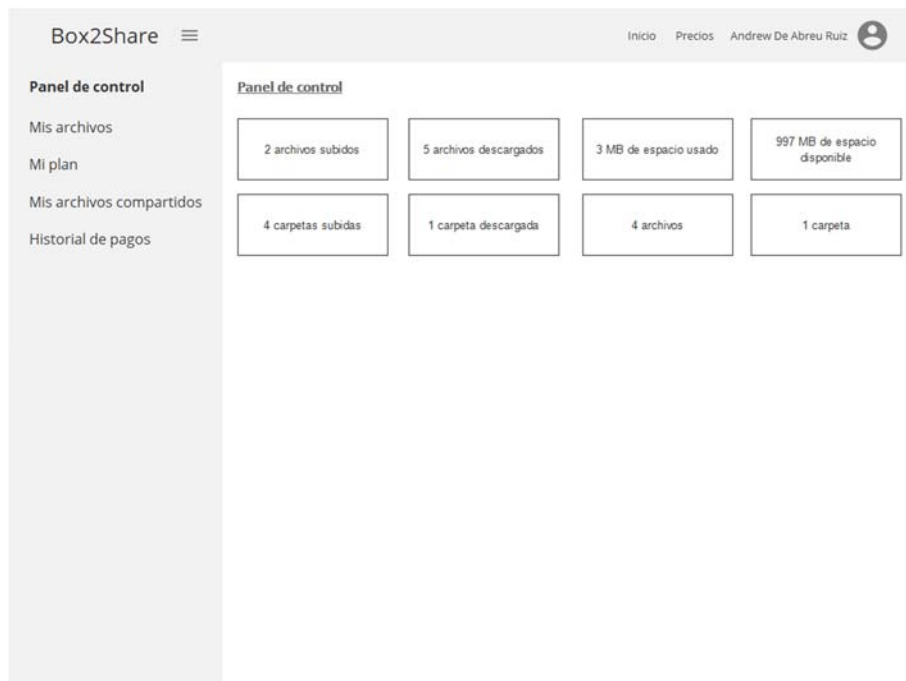 Box2Share
Inicio Precios Andrew De Abreu Ruiz
Panel de control
Mis archivos
Mi plan
Mis archivos compartidos
Historial de pagos
Panel de control
2 archivos subidos
5 archivos descargados
3 MB de espacio usado
997 MB de espacio
disponible
4 carpetas subidas
1 carpeta descargada
4 archivos
1 carpeta